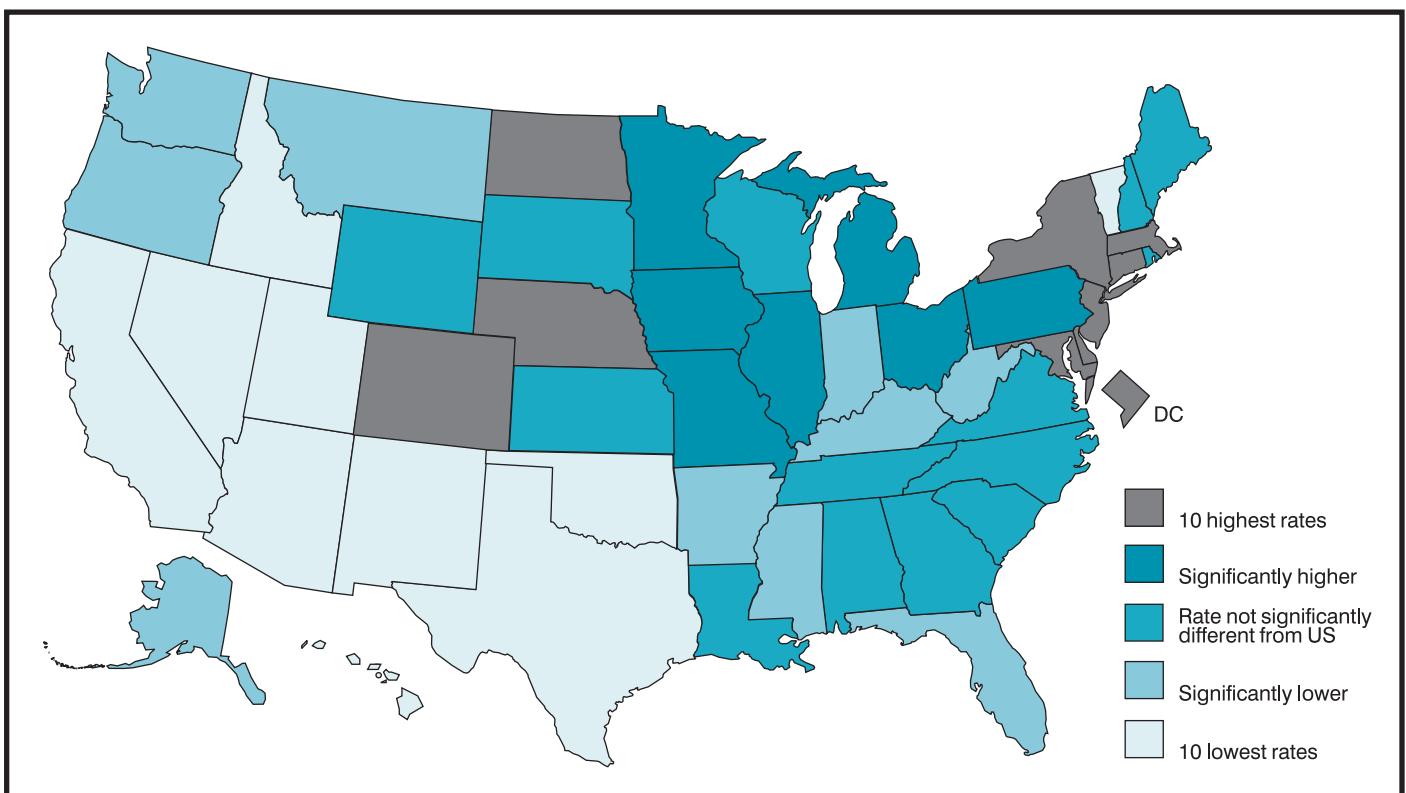 DC
10 highest rates
Significantly higher
Rate not significantly
different from US
Significantly lower
10 lowest rates